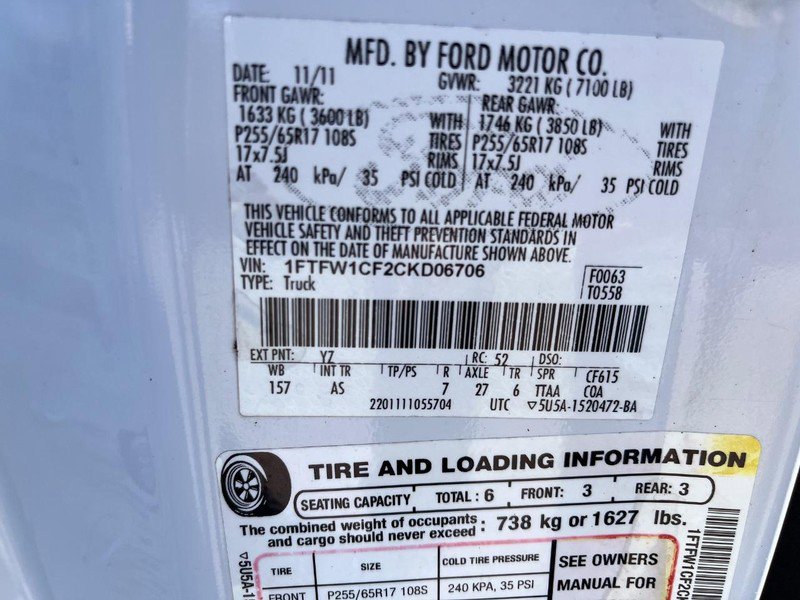 MFD. BY FORD MOTOR CO.
DATE: 11/11 GVWR: 3221 KG ( 7100 LB)
FRONT GAWR: REAR GAWR:
1633 KG ( 3600 LB) WITH 1746 KG ( 3850 LB) WITH
P255/65R17 108S TIRES P255/65R17 108S TIRES
17x7.5J RIMS 17x7.5J RIMS
AT 240 kPa/ 35 PSI COLD AT 240 kPa/ 35 PSI COLD
THIS VEHICLE CONFORMS TO ALL APPLICABLE FEDERAL MOTOR
VEHICLE SAFETY AND THEFT PREVENTION STANDARDS IN
EFFECT ON THE DATE OF MANUFACTURE SHOWN ABOVE.
VIN: 1FTFW1CF2CKD06706 F0063
TYPE: Truck T055B
EXT PNT: YZ RC: 52 DSO:
WB INT TR TP/PS R AXLE TR SPR CF615
157 AS 7 27 6 TTAA COA
2201111055704 UTC ▽5U5A-1520472-BA
TIRE AND LOADING INFORMATION
SEATING CAPACITY TOTAL : 6 FRONT: 3 REAR: 3
The combined weight of occupants : 738 kg or 1627 lbs.
and cargo should never exceed :
TIRE SIZE COLD TIRE PRESSURE SEE OWNERS
FRONT P255/65R17 108S 240 KPA, 35 PSI MANUAL FOR
▽5U5A-1
1FTFW1CF2CK